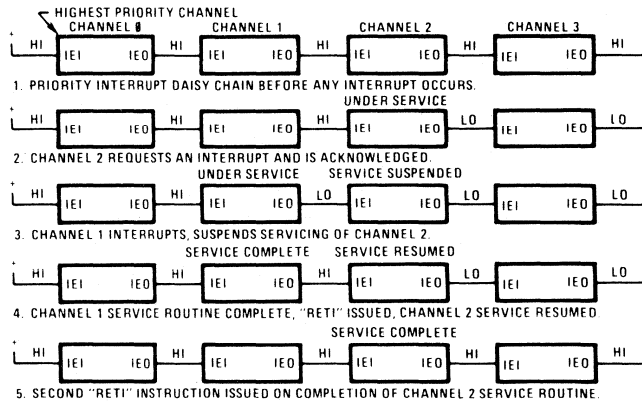 HIGHEST PRIORITY CHANNEL
CHANNEL 0 CHANNEL 1 CHANNEL 2 CHANNEL 3
+ HI IEI IEO HI IEI IEO HI IEI IEO HI IEI IEO HI
1. PRIORITY INTERRUPT DAISY CHAIN BEFORE ANY INTERRUPT OCCURS.
UNDER SERVICE
+ HI IEI IEO HI IEI IEO HI IEI IEO LO IEI IEO LO
2. CHANNEL 2 REQUESTS AN INTERRUPT AND IS ACKNOWLEDGED.
UNDER SERVICE SERVICE SUSPENDED
+ HI IEI IEO HI IEI IEO LO IEI IEO LO IEI IEO LO
3. CHANNEL 1 INTERRUPTS, SUSPENDS SERVICING OF CHANNEL 2.
SERVICE COMPLETE SERVICE RESUMED
+ HI IEI IEO HI IEI IEO HI IEI IEO LO IEI IEO LO
4. CHANNEL 1 SERVICE ROUTINE COMPLETE, "RETI" ISSUED, CHANNEL 2 SERVICE RESUMED.
SERVICE COMPLETE
+ HI IEI IEO HI IEI IEO HI IEI IEO HI IEI IEO HI
5. SECOND "RETI" INSTRUCTION ISSUED ON COMPLETION OF CHANNEL 2 SERVICE ROUTINE.